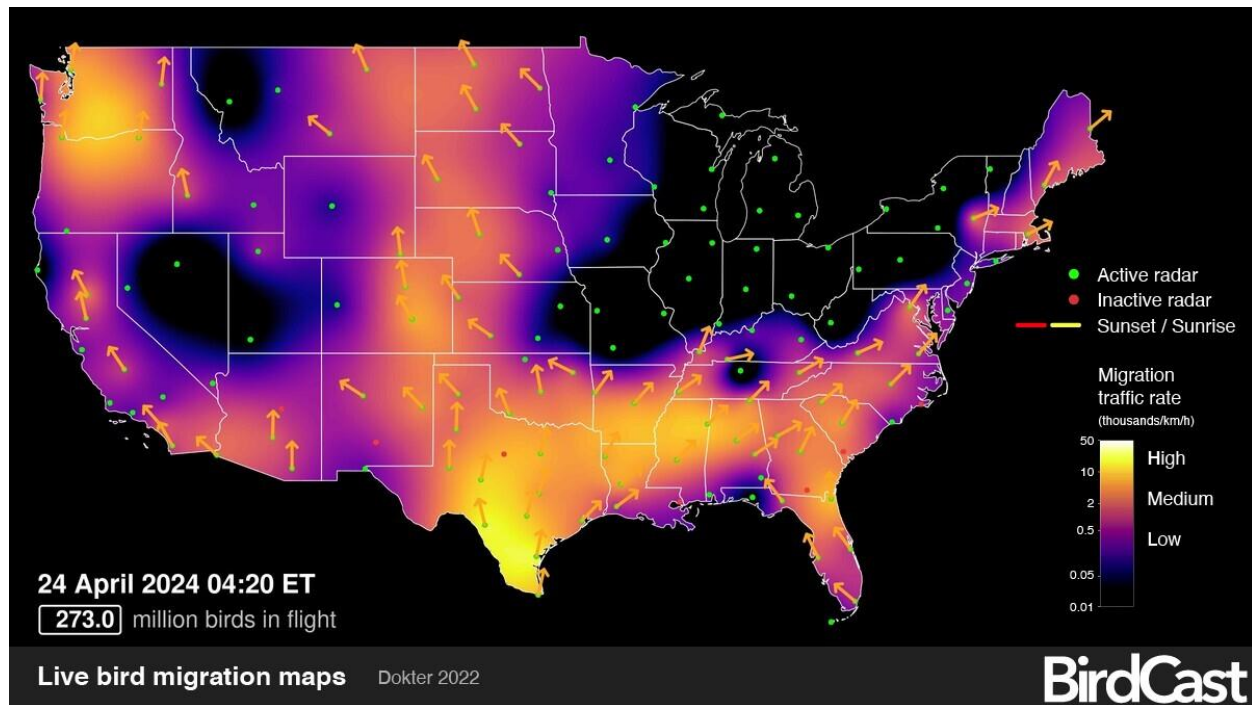 Active radar
Inactive radar
Sunset / Sunrise
Migration
traffic rate
(thousands/km/h)
50
10
2
0.5
0.05
0.01
High
Medium
Low
24 April 2024 04:20 ET
273.0 million birds in flight
Live bird migration maps Dokter 2022
BirdCast